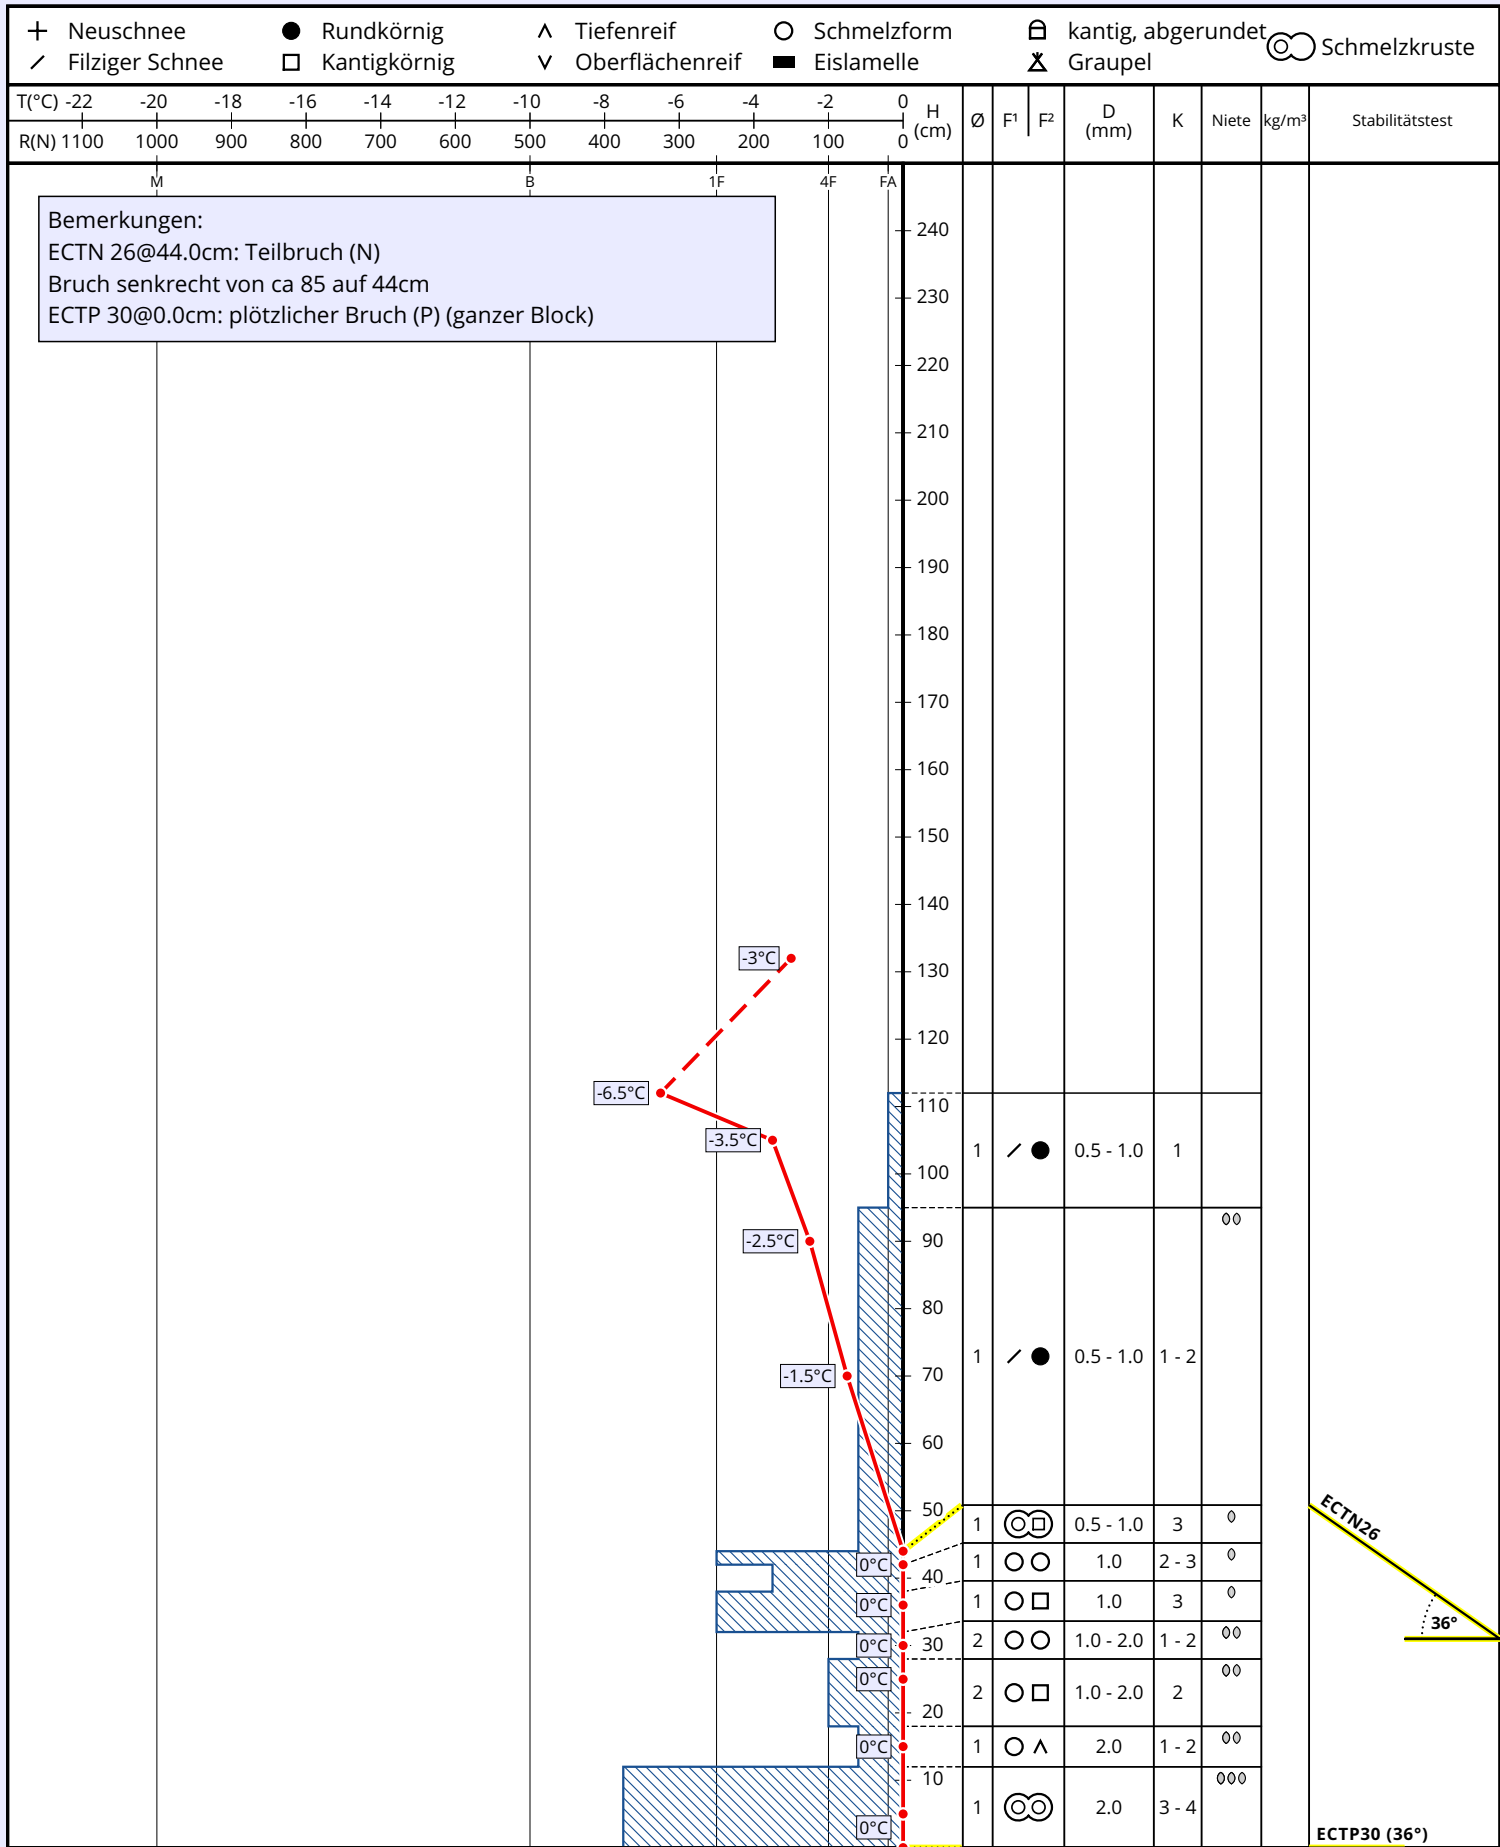 Neuschnee Rundkörnig Tiefenreif Schmelzform kantig, abgerundet Schmelzkruste
Filziger Schnee Kantigkörnig Oberflächenreif Eislamelle Graupel
T(°C) -22 -20 -18 -16 -14 -12 -10 -8 -6 -4 -2 0
R(N) 1100 1000 900 800 700 600 500 400 300 200 100 0
H (cm) Ø F¹ F² D (mm) K Niete kg/m³ Stabilitätstest
M B 1F 4F FA
Bemerkungen:
ECTN 26@44.0cm: Teilbruch (N)
Bruch senkrecht von ca 85 auf 44cm
ECTP 30@0.0cm: plötzlicher Bruch (P) (ganzer Block)
240
230
220
210
200
190
180
170
160
150
140
-3°C
130
120
-6.5°C
110
-3.5°C
1 0.5 - 1.0 1
100
-2.5°C 90
80
1 0.5 - 1.0 1 - 2
-1.5°C 70
60
50
ECTN26
1 0.5 - 1.0 3
0°C
1 1.0 2 - 3
40
0°C
1 1.0 3
36°
0°C 30
2 1.0 - 2.0 1 - 2
0°C
2 1.0 - 2.0 2
20
0°C
1 2.0 1 - 2
10
1 2.0 3 - 4
0°C
ECTP30 (36°)